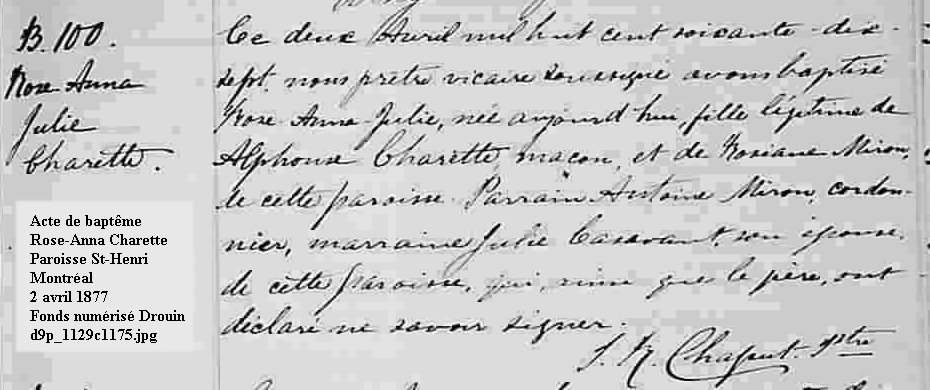 B. 100.
Rose Anna
Julie
Charette.
Ce deux Avril mil huit cent soixante-dix-
sept, nous prêtre vicaire soussigné avons baptisé
Rose-Anna-Julie, née aujourd'hui, fille légitime de
Alphonse Charette, maçon, et de Rosiane Miron,
de cette paroisse. Parrain Antoine Miron, cordon-
nier, marraine Julie Casavant, son épouse,
de cette paroisse, qui, ainsi que le père, ont
déclaré ne savoir signer.
Chaput. ptre
Acte de baptême
Rose-Anna Charette
Paroisse St-Henri
Montréal
2 avril 1877
Fonds numérisé Drouin
d9p_1129c1175.jpg